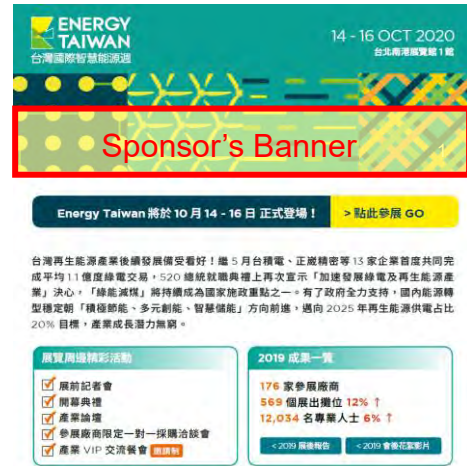 ENERGY
TAIWAN
台灣國際智慧能源週
14 - 16 OCT 2020
台北南港展覽館 1 館
Sponsor's Banner
Energy Taiwan 將於 10 月 14 - 16 日 正式登場！
> 點此參展 GO
台灣再生能源產業後續發展備受看好！繼 5 月台積電、正崴精密等 13 家企業首度共同完
成平均 1.1 億度綠電交易，520 總統就職典禮上再次宣示「加速發展綠電及再生能源產
業」決心，「綠能減煤」將持續成為國家施政重點之一。有了政府全力支持，國內能源轉
型穩定朝「積極節能、多元創能、智慧儲能」方向前進，邁向 2025 年再生能源供電占比
20% 目標，產業成長潛力無窮。
展覽周邊精彩活動
展前記者會
開幕典禮
產業論壇
參展廠商限定一對一採購洽談會
產業 VIP 交流餐會 邀請制
2019 成果一覽
176 家參展廠商
569 個展出攤位 12% ↑
12,034 名專業人士 6% ↑
< 2019 展後報告
< 2019 會後花絮影片